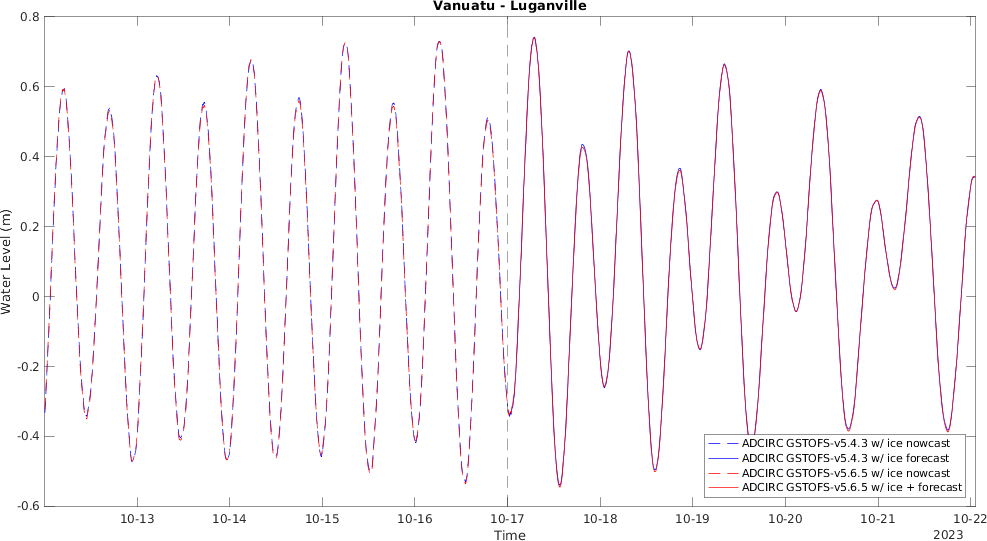 Vanuatu - Luganville
0.8
0.6
0.4
0.2
0
-0.2
-0.4
-0.6
Water Level (m)
ADCIRC GSTOFS-v5.4.3 w/ ice nowcast
ADCIRC GSTOFS-v5.4.3 w/ ice forecast
ADCIRC GSTOFS-v5.6.5 w/ ice nowcast
ADCIRC GSTOFS-v5.6.5 w/ ice + forecast
10-13 10-14 10-15 10-16 10-17 10-18 10-19 10-20 10-21 10-22
Time
2023